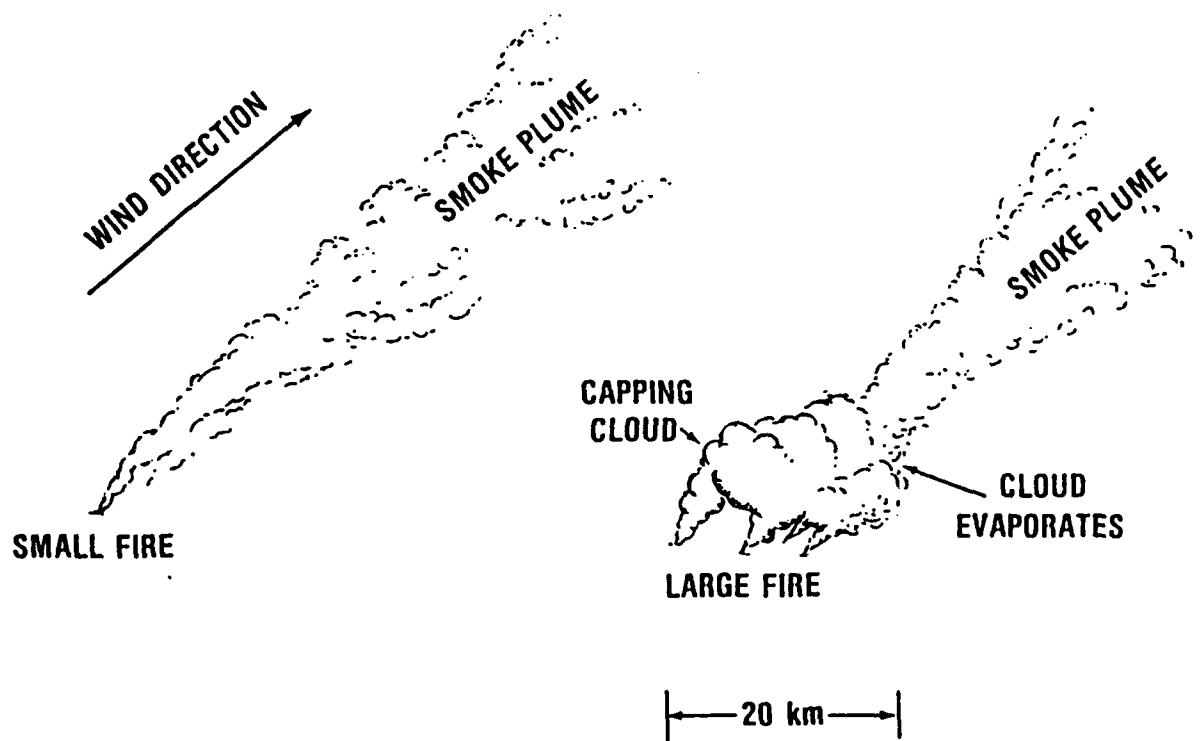 WIND DIRECTION
SMOKE PLUME
SMALL FIRE
SMOKE PLUME
CAPPING
CLOUD
CLOUD
EVAPORATES
LARGE FIRE
20 km